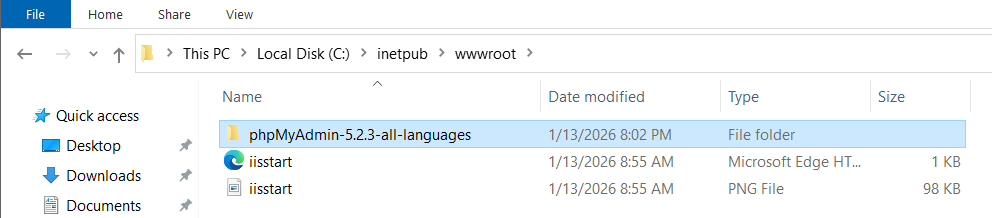 File Home Share View
This PC Local Disk (C:) inetpub wwwroot
Name Date modified Type Size
Quick access
phpMyAdmin-5.2.3-all-languages 1/13/2026 8:02 PM File folder
Desktop
iisstart 1/13/2026 8:55 AM Microsoft Edge HT... 1 KB
Downloads
iisstart 1/13/2026 8:55 AM PNG File 98 KB
Documents